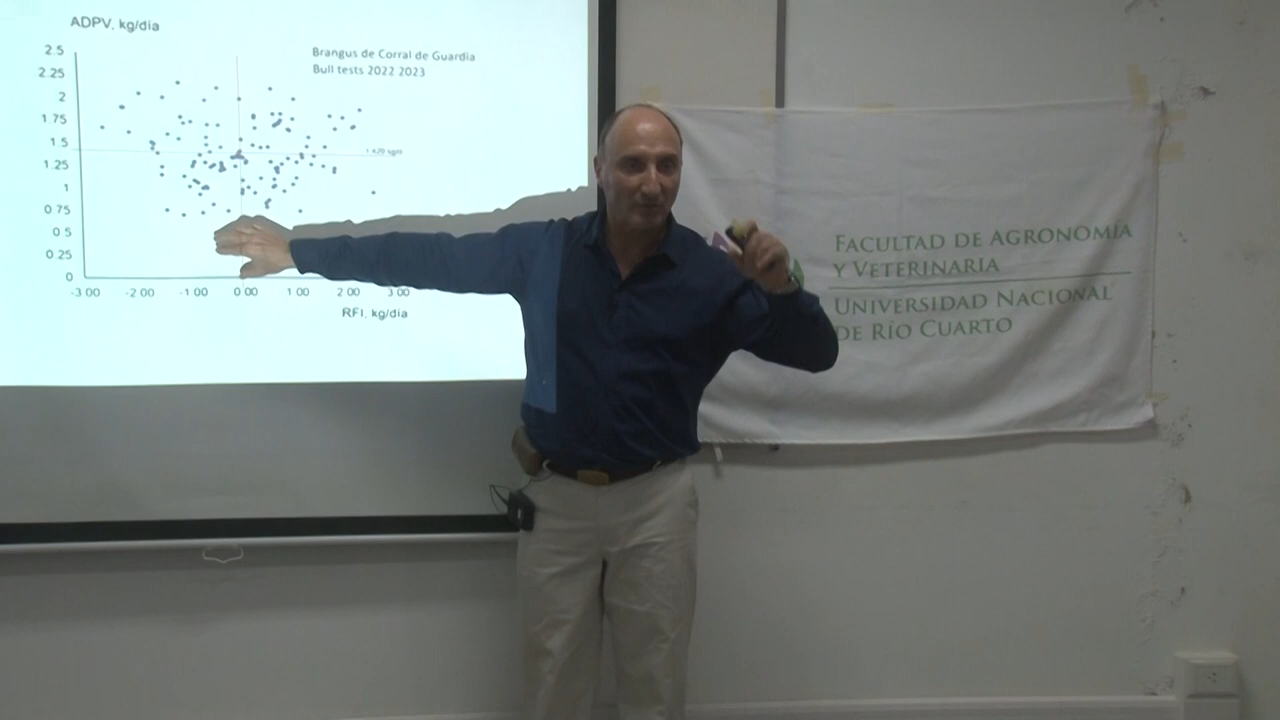 ADPV, kg/dia
Brangus de Corral de Guardia
Bull tests 2022 2023
2.5
2.25
2
1.75
1.5
1.25
1
0.75
0.5
0.25
0
-3 00 -2 00 -1 00 0 00 1 00 2 00 3 00
RFI, kg/dia
FACULTAD DE AGRONOMÍA
Y VETERINARIA
UNIVERSIDAD NACIONAL
DE RÍO CUARTO